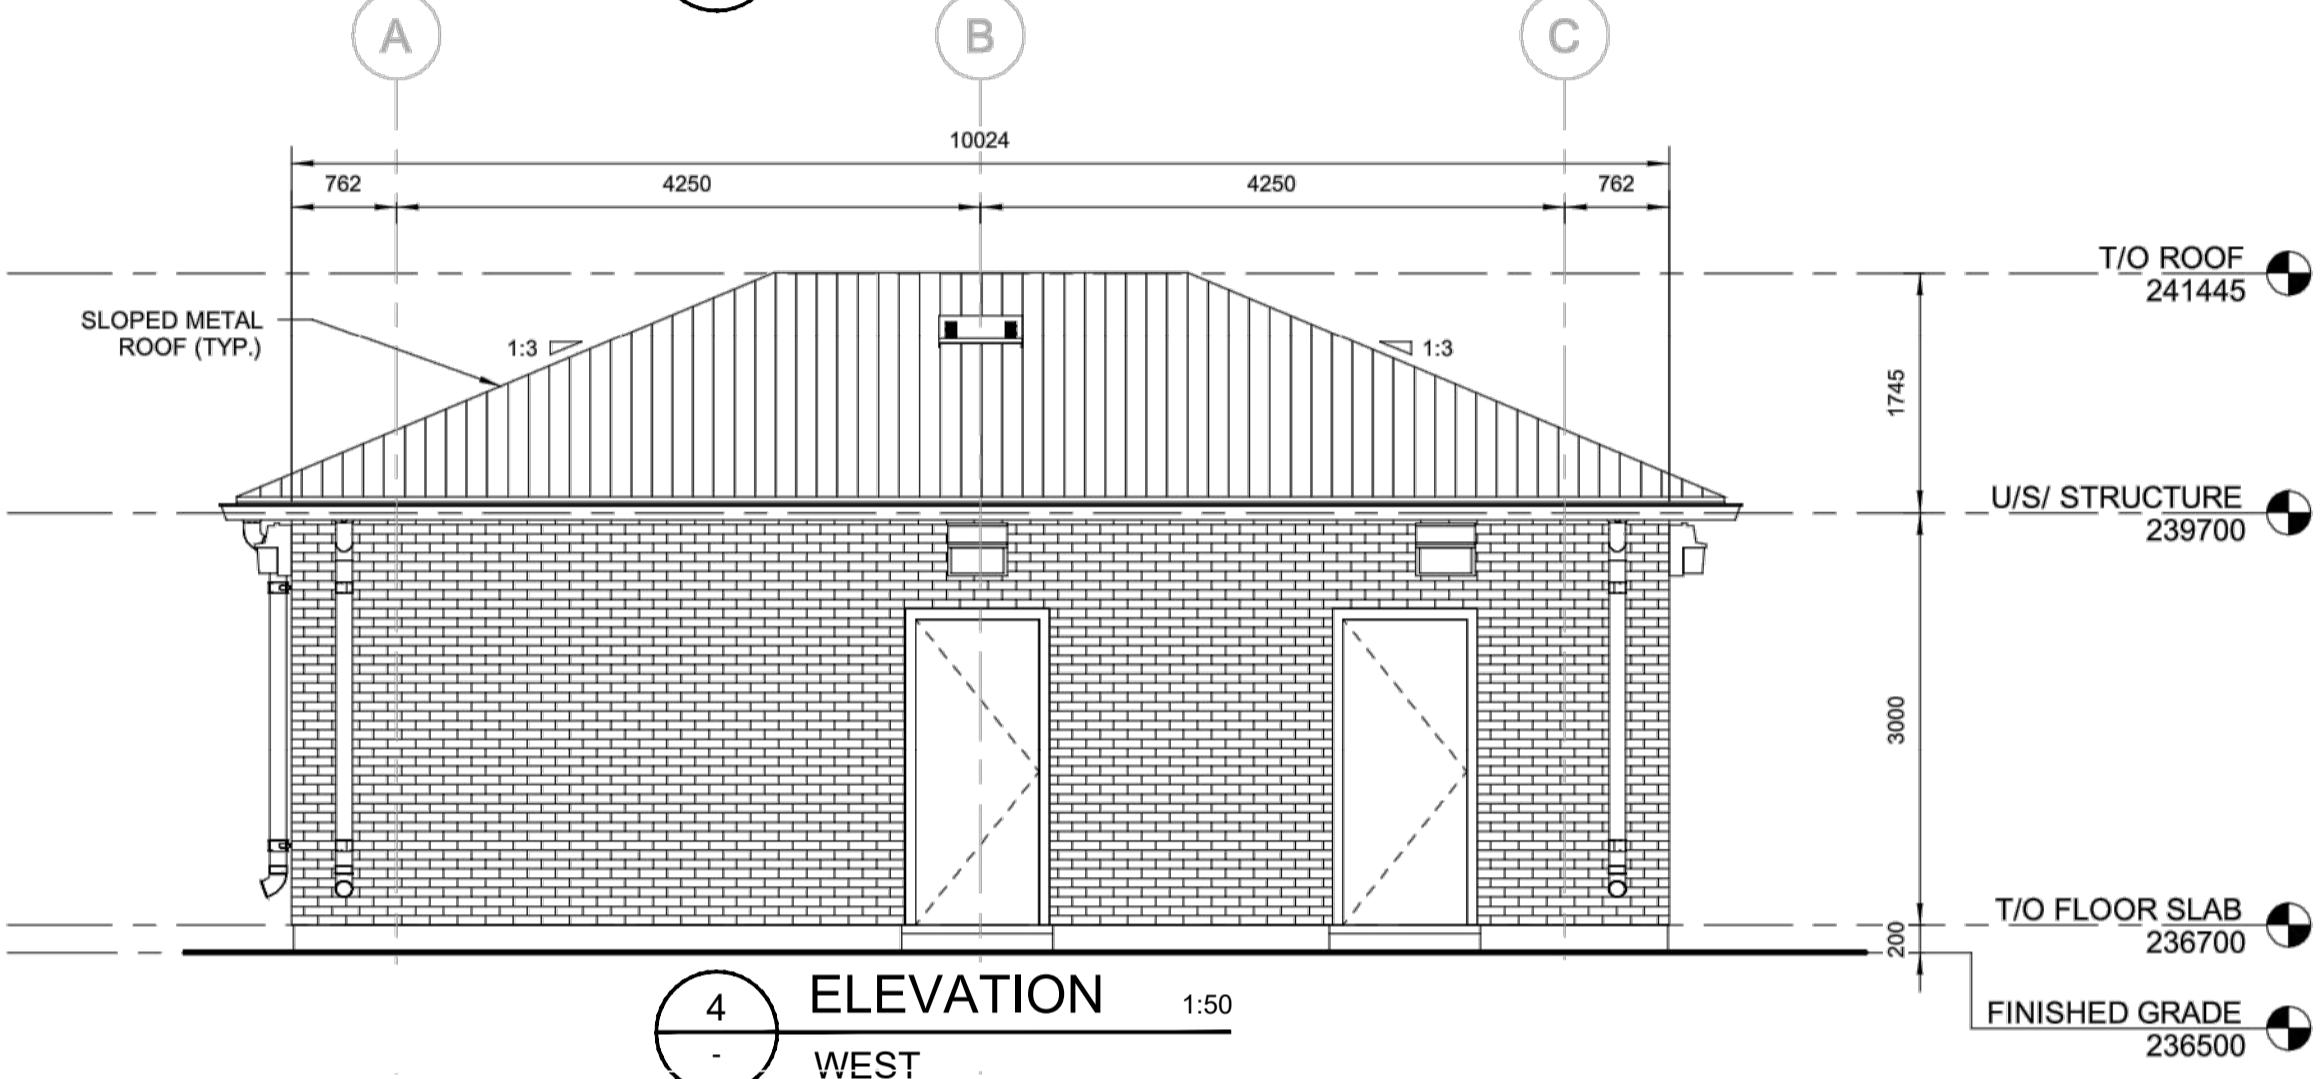 A
B
C
10024
762
4250
4250
762
T/O ROOF
241445
SLOPED METAL
ROOF (TYP.)
1:3
1:3
1745
U/S/ STRUCTURE
239700
3000
T/O FLOOR SLAB
236700
200
FINISHED GRADE
236500
4
ELEVATION
1:50
-
WEST